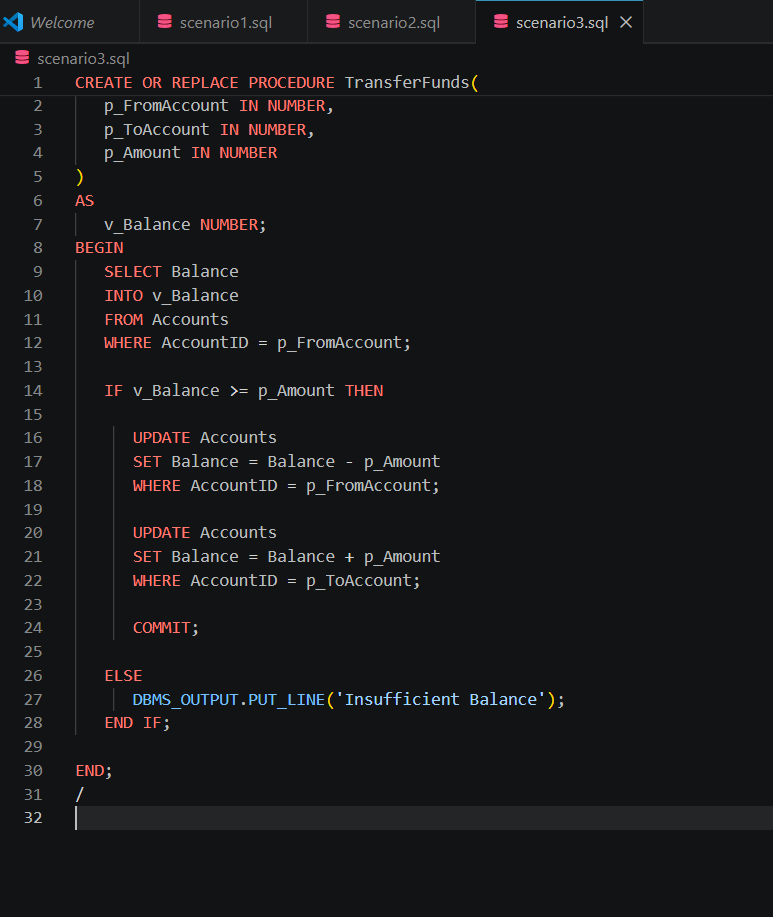 Welcome scenario1.sql scenario2.sql scenario3.sql
scenario3.sql
1 CREATE OR REPLACE PROCEDURE TransferFunds(
2 p_FromAccount IN NUMBER,
3 p_ToAccount IN NUMBER,
4 p_Amount IN NUMBER
5 )
6 AS
7 v_Balance NUMBER;
8 BEGIN
9 SELECT Balance
10 INTO v_Balance
11 FROM Accounts
12 WHERE AccountID = p_FromAccount;
13
14 IF v_Balance >= p_Amount THEN
15
16 UPDATE Accounts
17 SET Balance = Balance - p_Amount
18 WHERE AccountID = p_FromAccount;
19
20 UPDATE Accounts
21 SET Balance = Balance + p_Amount
22 WHERE AccountID = p_ToAccount;
23
24 COMMIT;
25
26 ELSE
27 DBMS_OUTPUT.PUT_LINE('Insufficient Balance');
28 END IF;
29
30 END;
31 /
32